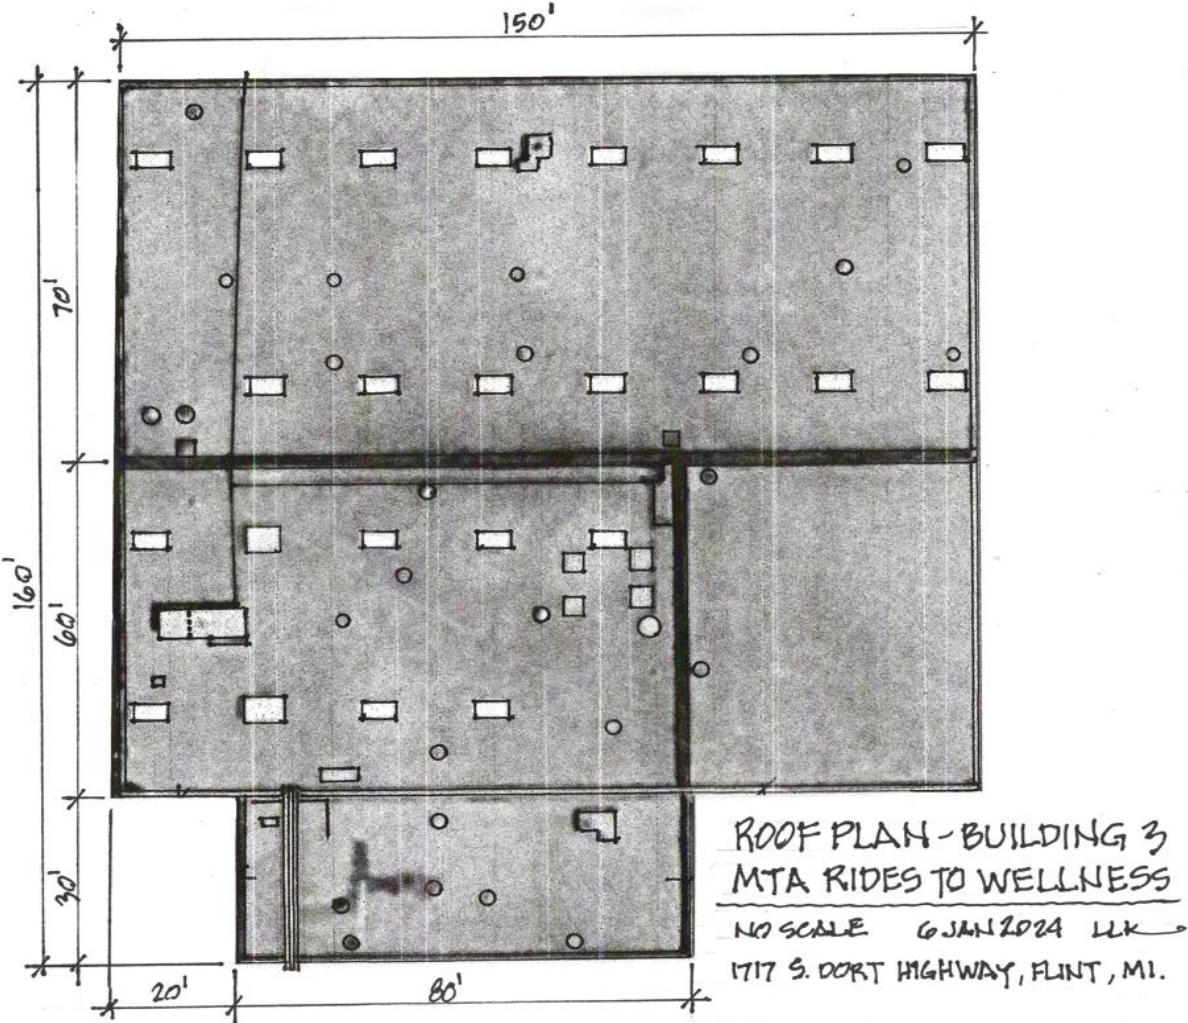 150'
70'
160'
60'
30'
20'
80'
ROOF PLAN - BUILDING 3
MTA RIDES TO WELLNESS
NO SCALE 6 JAN 2024 LLK
1717 S. DORT HIGHWAY, FLINT, MI.